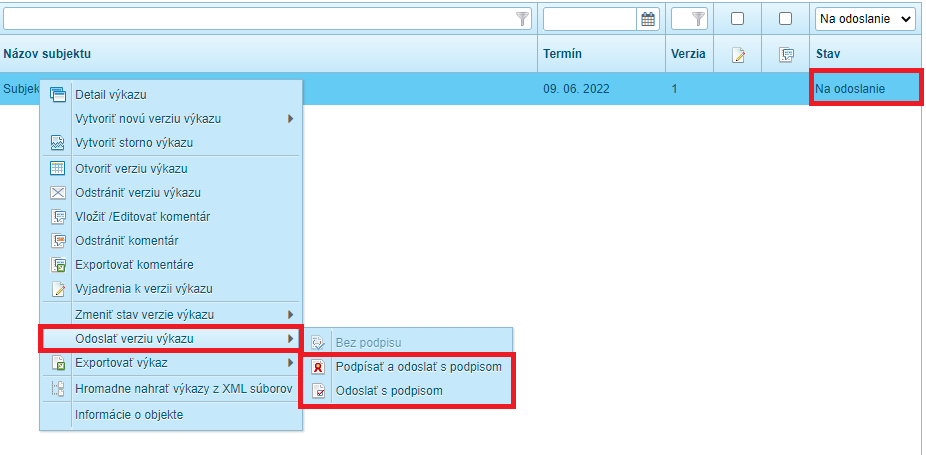 Na odoslanie
Názov subjektu Termín Verzia Stav
09. 06. 2022 1 Na odoslanie
Detail výkazu
Vytvoriť novú verziu výkazu
Vytvoriť storno výkazu
Otvoriť verziu výkazu
Odstrániť verziu výkazu
Vložiť /Editovať komentár
Odstrániť komentár
Exportovať komentáre
Vyjadrenia k verzii výkazu
Zmeniť stav verzie výkazu
Odoslať verziu výkazu
Bez podpisu
Exportovať výkaz
Podpísať a odoslať s podpisom
Odoslať s podpisom
Hromadne nahrať výkazy z XML súborov
Informácie o objekte